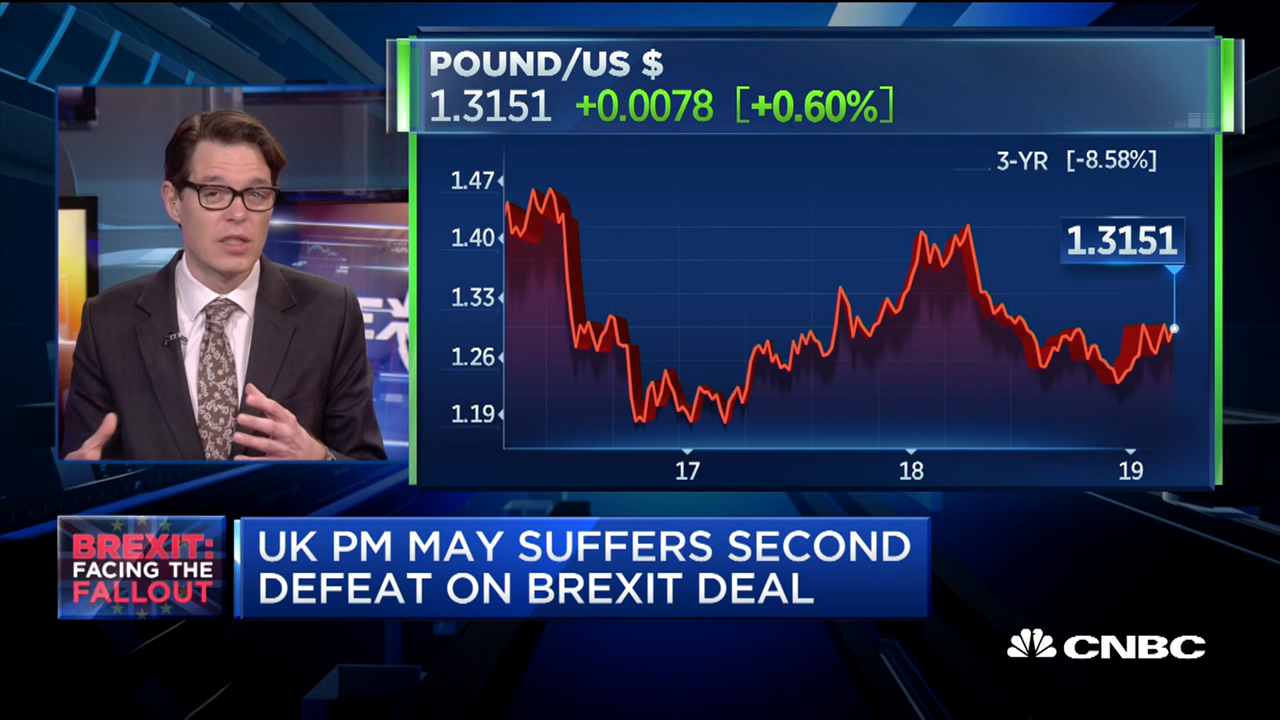 POUND/US $
1.3151 +0.0078 [+0.60%]
3-YR [-8.58%]
1.47
1.40
1.33
1.26
1.19
1.3151
17
18
19
BREXIT:
FACING THE
FALLOUT
UK PM MAY SUFFERS SECOND
DEFEAT ON BREXIT DEAL
CNBC